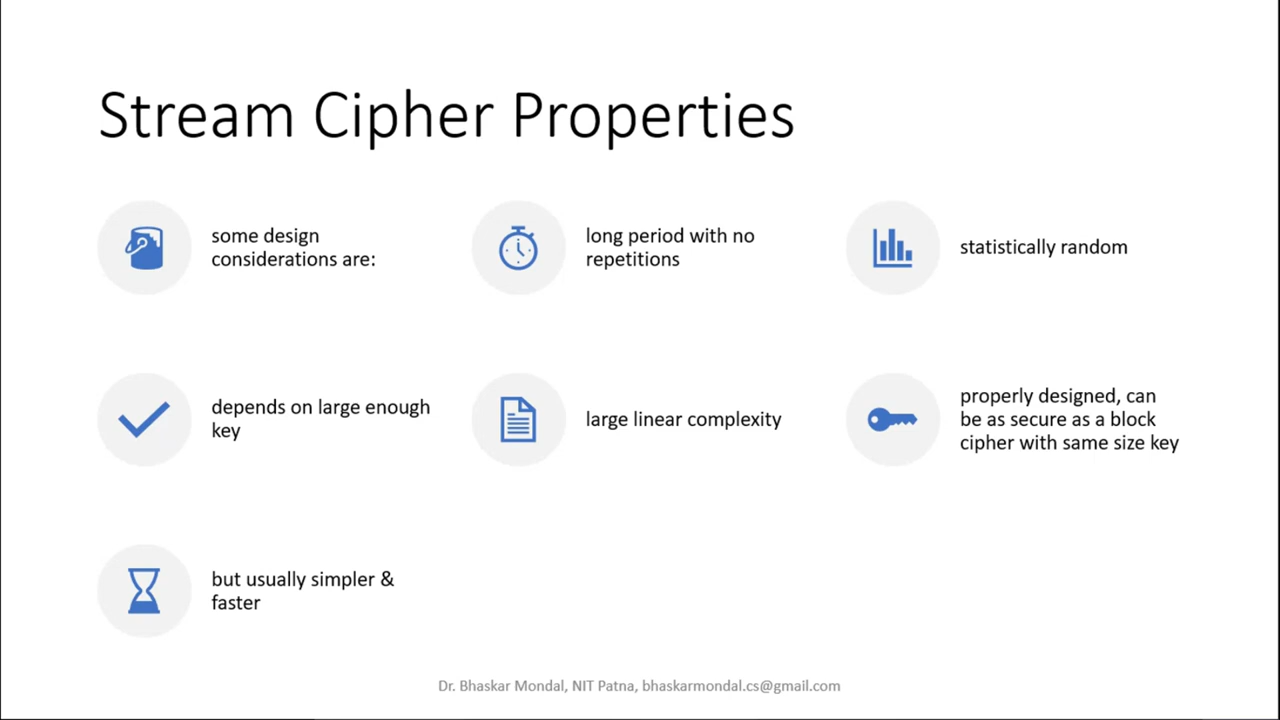 Stream Cipher Properties
some design
considerations are:
long period with no
repetitions
statistically random
depends on large enough
key
large linear complexity
properly designed, can
be as secure as a block
cipher with same size key
but usually simpler &
faster
Dr. Bhaskar Mondal, NIT Patna, bhaskarmondal.cs@gmail.com